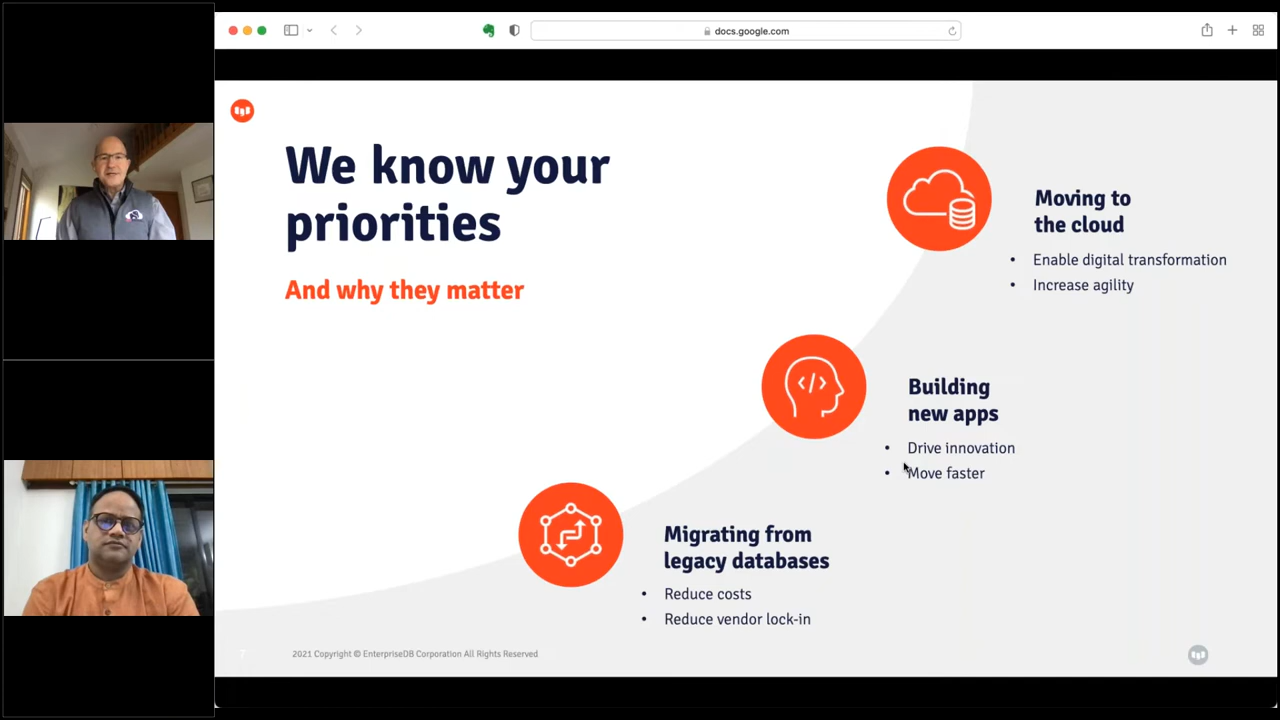 docs.google.com
We know your
priorities
And why they matter
Moving to
the cloud
• Enable digital transformation
• Increase agility
</>
Building
new apps
• Drive innovation
• Move faster
Migrating from
legacy databases
• Reduce costs
• Reduce vendor lock-in
7
2021 Copyright © EnterpriseDB Corporation All Rights Reserved